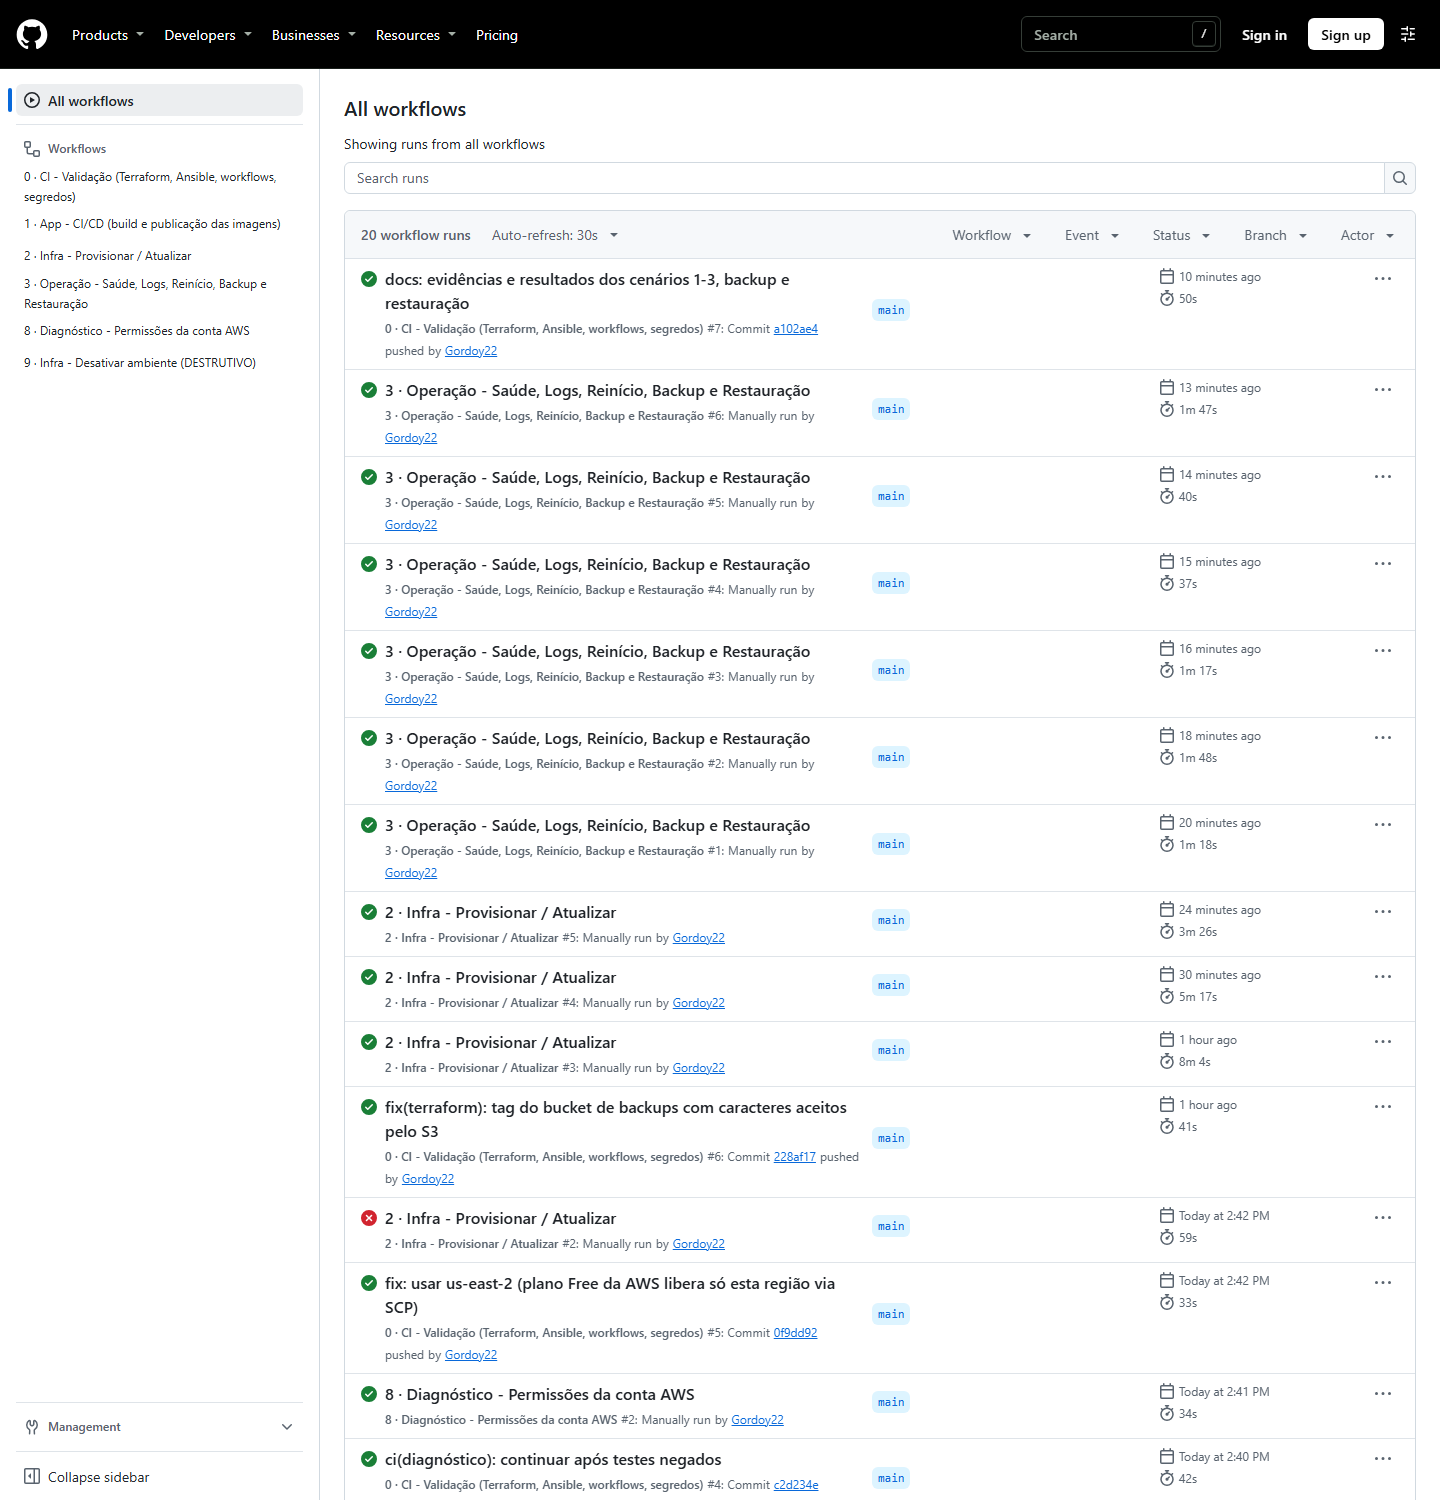 Products
Developers
Businesses
Resources
Pricing
Search
/
Sign in
Sign up
All workflows
Workflows
0 · CI - Validação (Terraform, Ansible, workflows,
segredos)
1 · App - CI/CD (build e publicação das imagens)
2 · Infra - Provisionar / Atualizar
3 · Operação - Saúde, Logs, Reinício, Backup e
Restauração
8 · Diagnóstico - Permissões da conta AWS
9 · Infra - Desativar ambiente (DESTRUTIVO)
Management
Collapse sidebar
All workflows
Showing runs from all workflows
Search runs
20 workflow runs
Auto-refresh: 30s
Workflow
Event
Status
Branch
Actor
docs: evidências e resultados dos cenários 1-3, backup e
restauração
0 · CI - Validação (Terraform, Ansible, workflows, segredos) #7: Commit a102ae4
pushed by Gordoy22
main
10 minutes ago
50s
3 · Operação - Saúde, Logs, Reinício, Backup e Restauração
3 · Operação - Saúde, Logs, Reinício, Backup e Restauração #6: Manually run by
Gordoy22
main
13 minutes ago
1m 47s
3 · Operação - Saúde, Logs, Reinício, Backup e Restauração
3 · Operação - Saúde, Logs, Reinício, Backup e Restauração #5: Manually run by
Gordoy22
main
14 minutes ago
40s
3 · Operação - Saúde, Logs, Reinício, Backup e Restauração
3 · Operação - Saúde, Logs, Reinício, Backup e Restauração #4: Manually run by
Gordoy22
main
15 minutes ago
37s
3 · Operação - Saúde, Logs, Reinício, Backup e Restauração
3 · Operação - Saúde, Logs, Reinício, Backup e Restauração #3: Manually run by
Gordoy22
main
16 minutes ago
1m 17s
3 · Operação - Saúde, Logs, Reinício, Backup e Restauração
3 · Operação - Saúde, Logs, Reinício, Backup e Restauração #2: Manually run by
Gordoy22
main
18 minutes ago
1m 48s
3 · Operação - Saúde, Logs, Reinício, Backup e Restauração
3 · Operação - Saúde, Logs, Reinício, Backup e Restauração #1: Manually run by
Gordoy22
main
20 minutes ago
1m 18s
2 · Infra - Provisionar / Atualizar
2 · Infra - Provisionar / Atualizar #5: Manually run by Gordoy22
main
24 minutes ago
3m 26s
2 · Infra - Provisionar / Atualizar
2 · Infra - Provisionar / Atualizar #4: Manually run by Gordoy22
main
30 minutes ago
5m 17s
2 · Infra - Provisionar / Atualizar
2 · Infra - Provisionar / Atualizar #3: Manually run by Gordoy22
main
1 hour ago
8m 4s
fix(terraform): tag do bucket de backups com caracteres aceitos
pelo S3
0 · CI - Validação (Terraform, Ansible, workflows, segredos) #6: Commit 228af17 pushed
by Gordoy22
main
1 hour ago
41s
2 · Infra - Provisionar / Atualizar
2 · Infra - Provisionar / Atualizar #2: Manually run by Gordoy22
main
Today at 2:42 PM
59s
fix: usar us-east-2 (plano Free da AWS libera só esta região via
SCP)
0 · CI - Validação (Terraform, Ansible, workflows, segredos) #5: Commit 0f9dd92
pushed by Gordoy22
main
Today at 2:42 PM
33s
8 · Diagnóstico - Permissões da conta AWS
8 · Diagnóstico - Permissões da conta AWS #2: Manually run by Gordoy22
main
Today at 2:41 PM
34s
ci(diagnóstico): continuar após testes negados
0 · CI - Validação (Terraform, Ansible, workflows, segredos) #4: Commit c2d234e
main
Today at 2:40 PM
42s